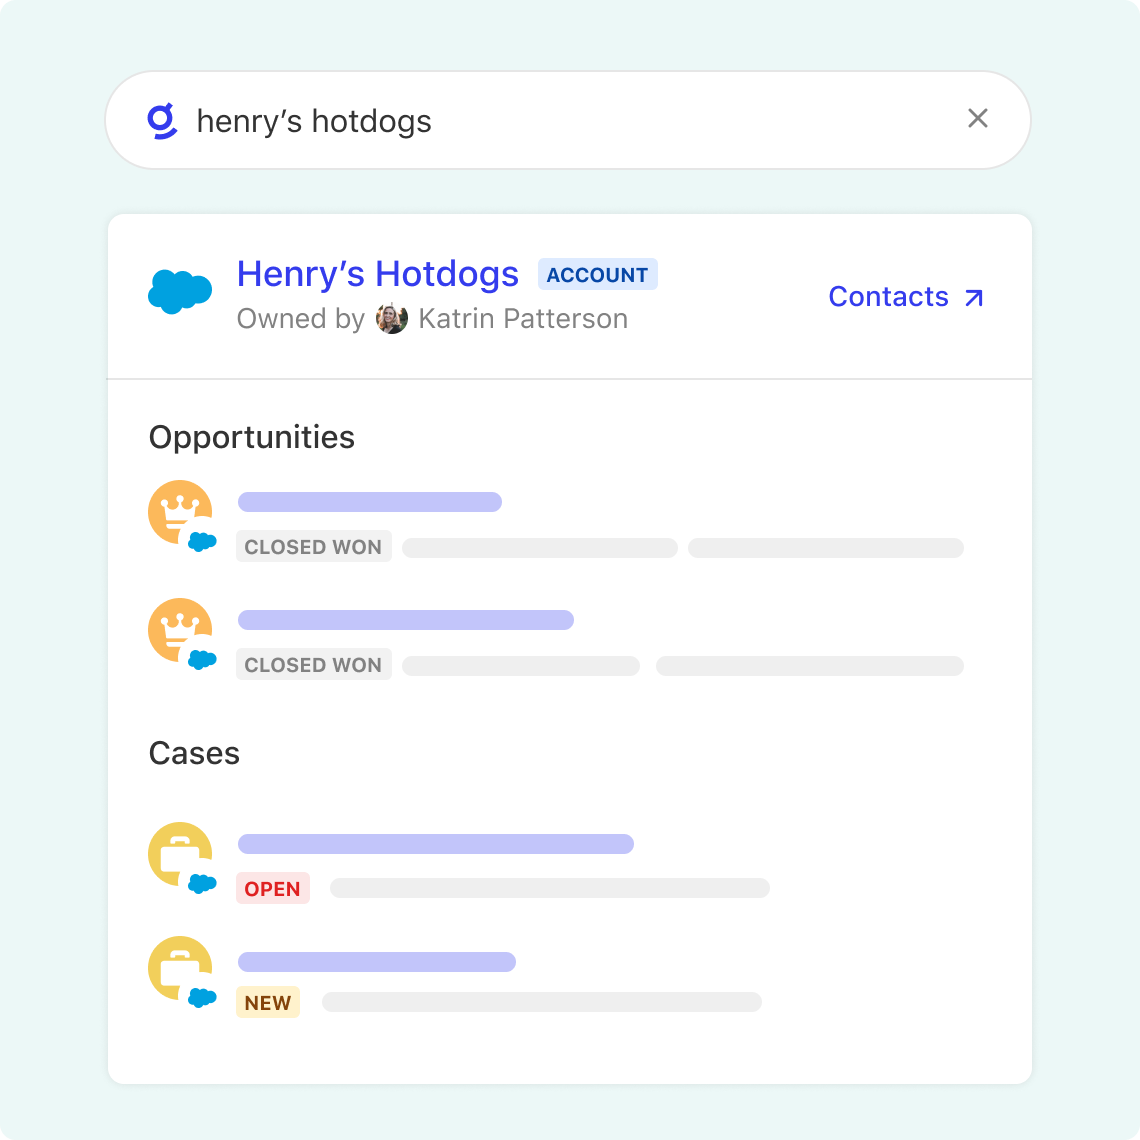 henry’s hotdogs
Henry’s Hotdogs ACCOUNT
Owned by Katrin Patterson
Contacts
Opportunities
CLOSED WON
CLOSED WON
Cases
OPEN
NEW